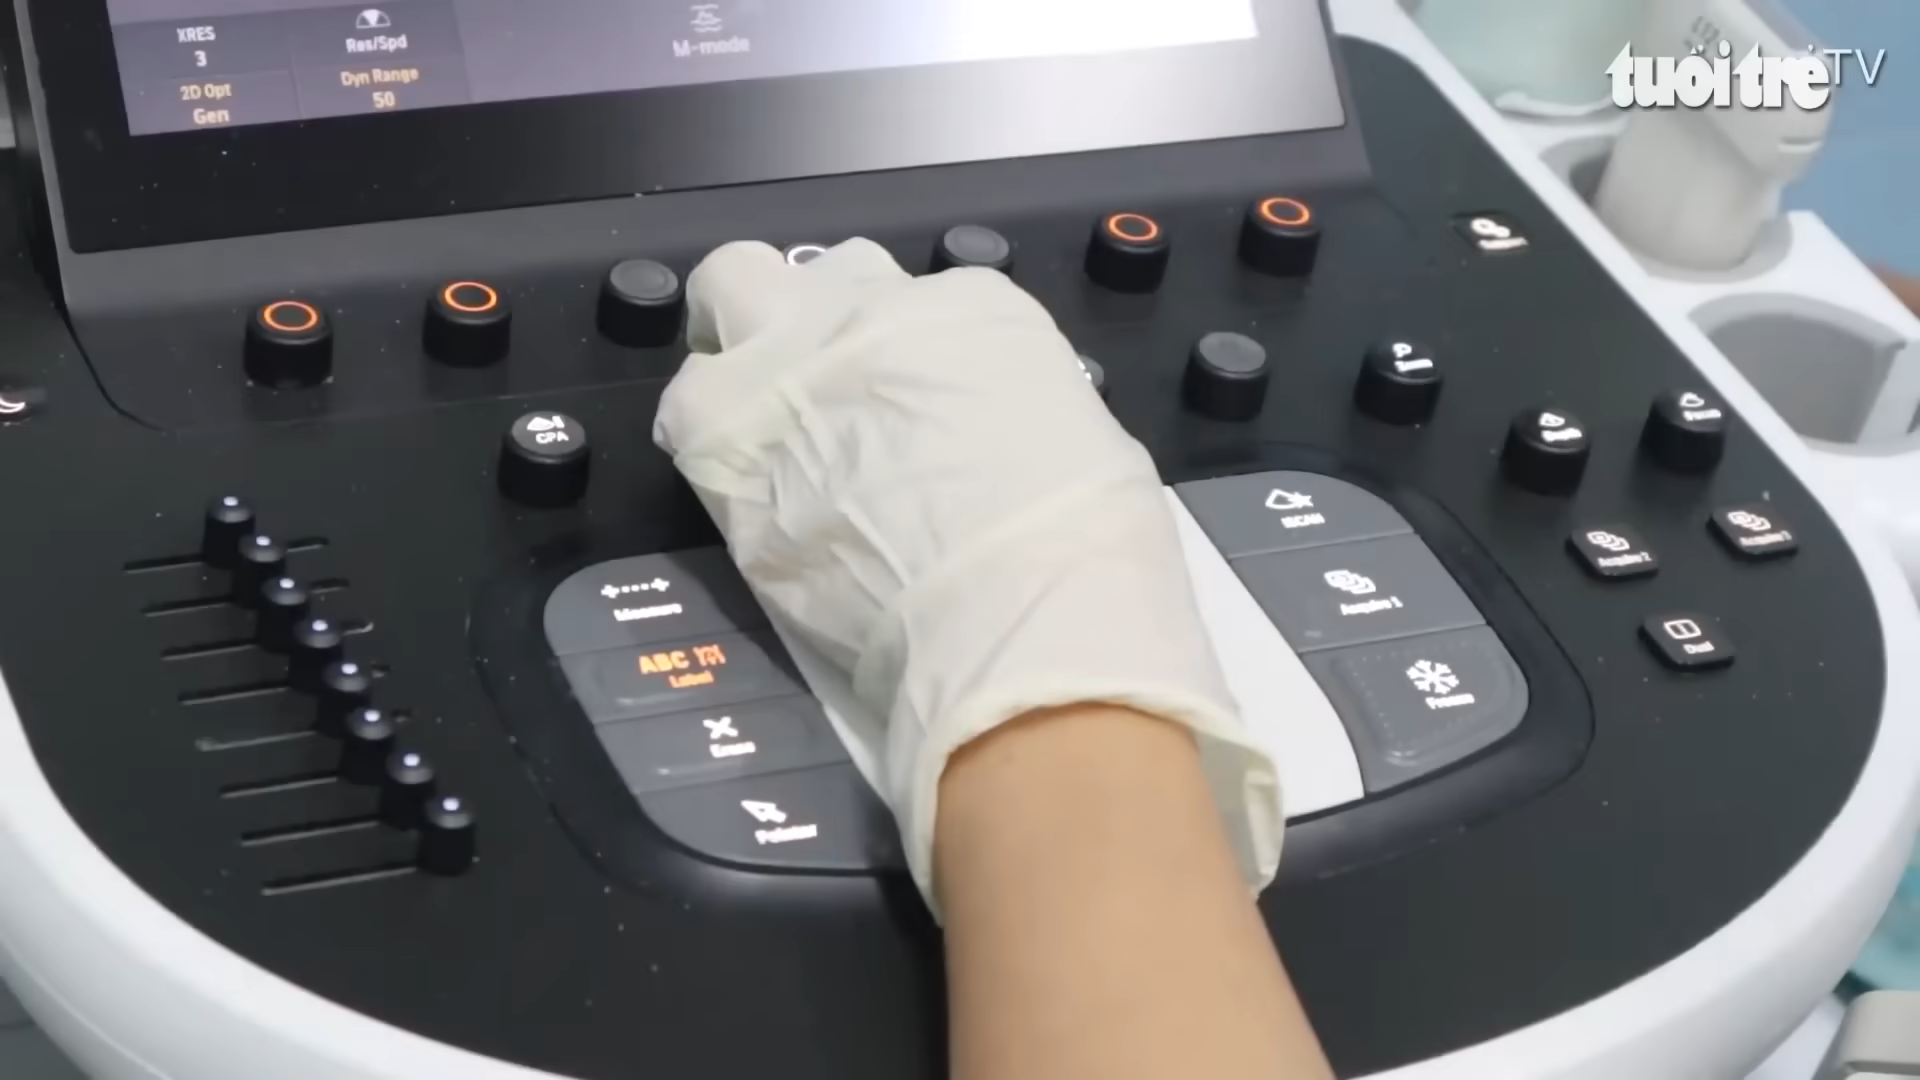 XRES
3
Res/Spd
2D Opt
Gen
Dyn Range
50
M-mode
tuổi trẻ TV
CPA
Measure
ABC
Label
Erase
Pointer
iSCAN
Acquire 1
Freeze
Zoom
Depth
Focus
Acquire 2
Acquire 3
Dual